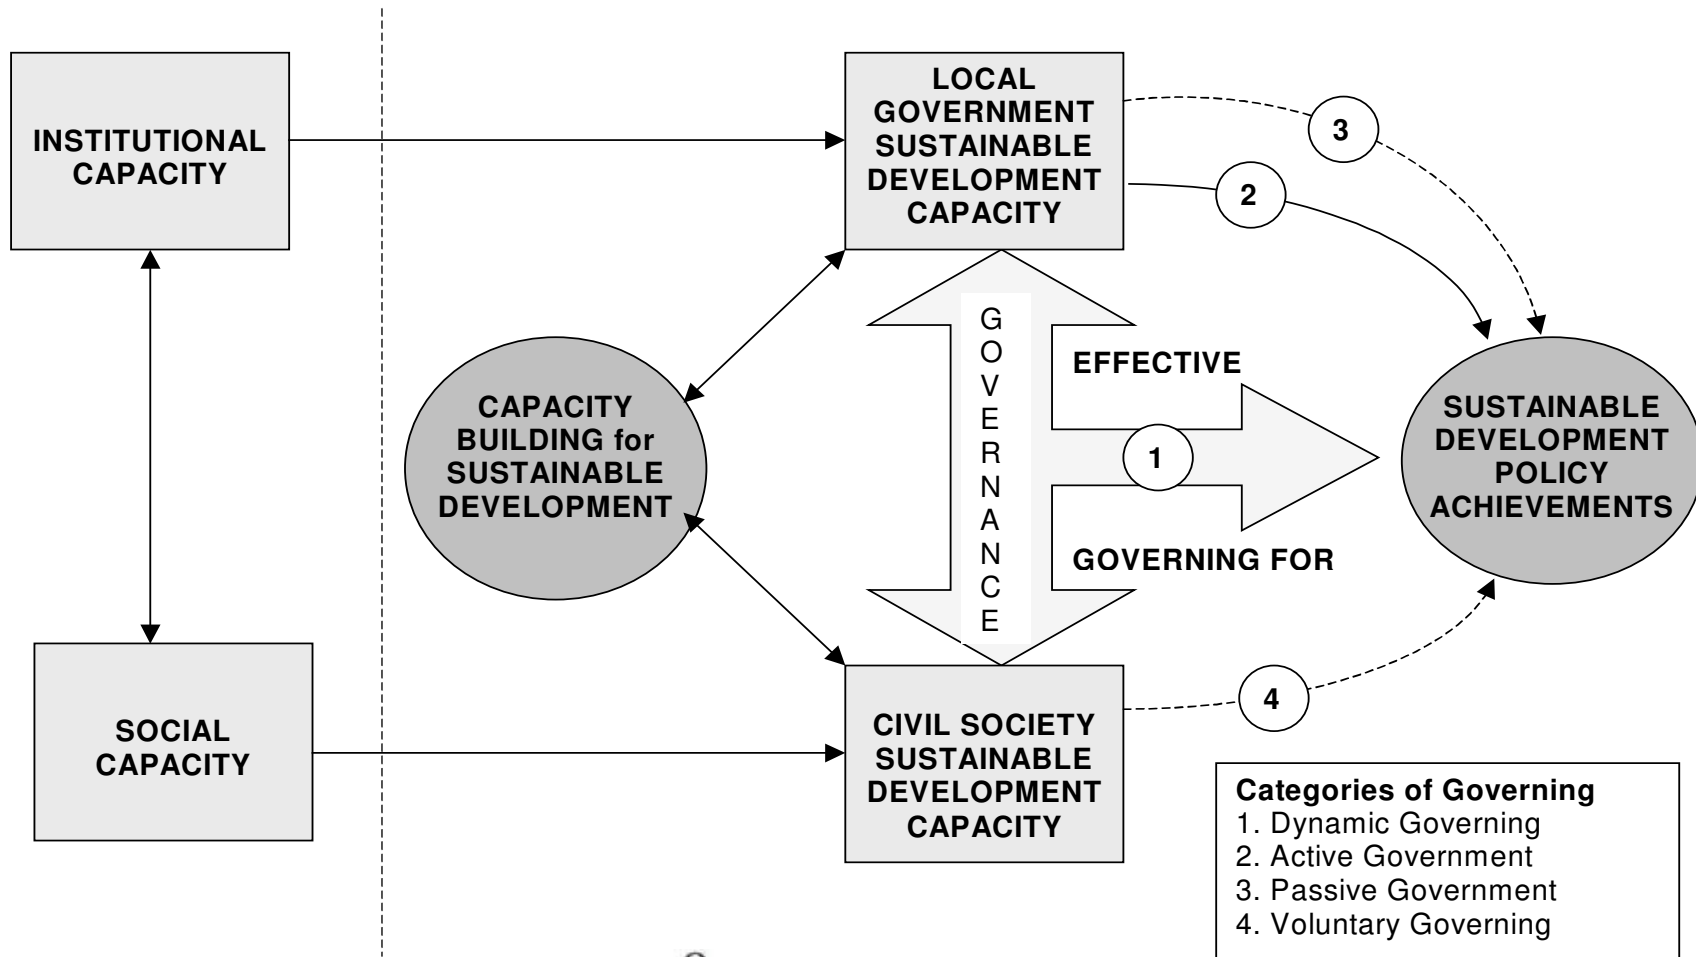 INSTITUTIONAL
CAPACITY
LOCAL
GOVERNMENT
SUSTAINABLE
DEVELOPMENT
CAPACITY
3
2
GOVERNANCE
EFFECTIVE
CAPACITY
BUILDING for
SUSTAINABLE
DEVELOPMENT
1
SUSTAINABLE
DEVELOPMENT
POLICY
ACHIEVEMENTS
GOVERNING FOR
SOCIAL
CAPACITY
CIVIL SOCIETY
SUSTAINABLE
DEVELOPMENT
CAPACITY
4
Categories of Governing
1. Dynamic Governing
2. Active Government
3. Passive Government
4. Voluntary Governing